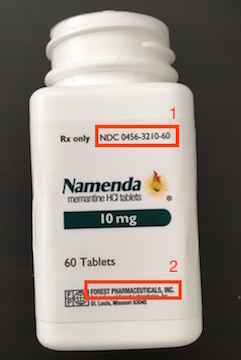 1
Rx only NDC 0456-3210-60
Namenda
memantine HCl tablets ®
10 mg
60 Tablets
2
FOREST PHARMACEUTICALS, INC.
St. Louis, Missouri 63045